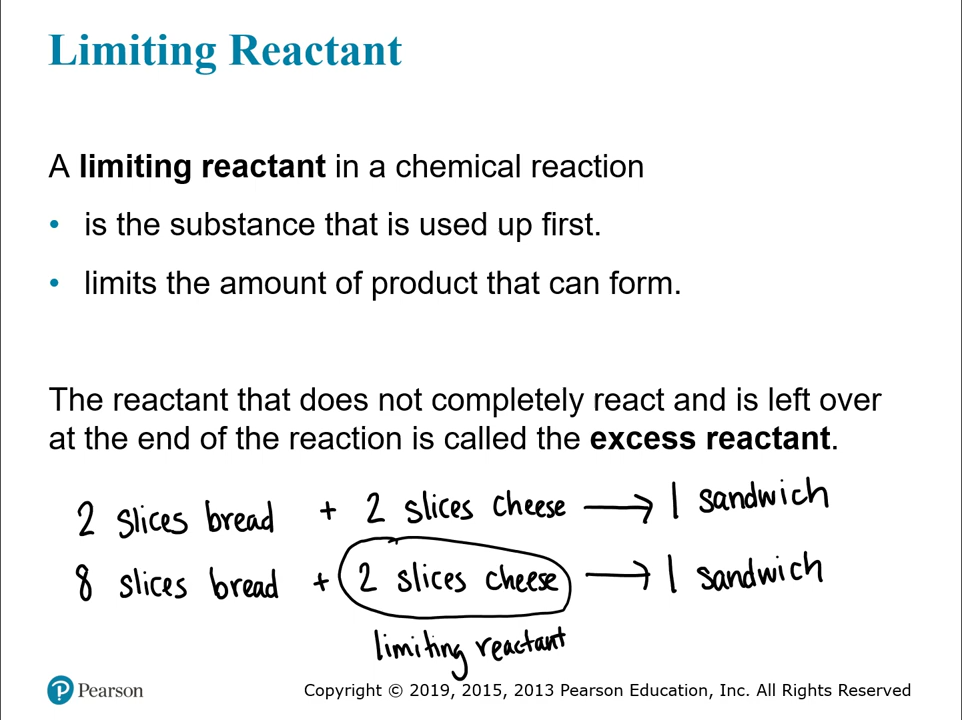 Limiting Reactant
A limiting reactant in a chemical reaction
• is the substance that is used up first.
• limits the amount of product that can form.
The reactant that does not completely react and is left over
at the end of the reaction is called the excess reactant.
2 slices bread + 2 slices cheese → 1 sandwich
8 slices bread + 2 slices cheese → 1 sandwich
limiting reactant
P Pearson
Copyright © 2019, 2015, 2013 Pearson Education, Inc. All Rights Reserved